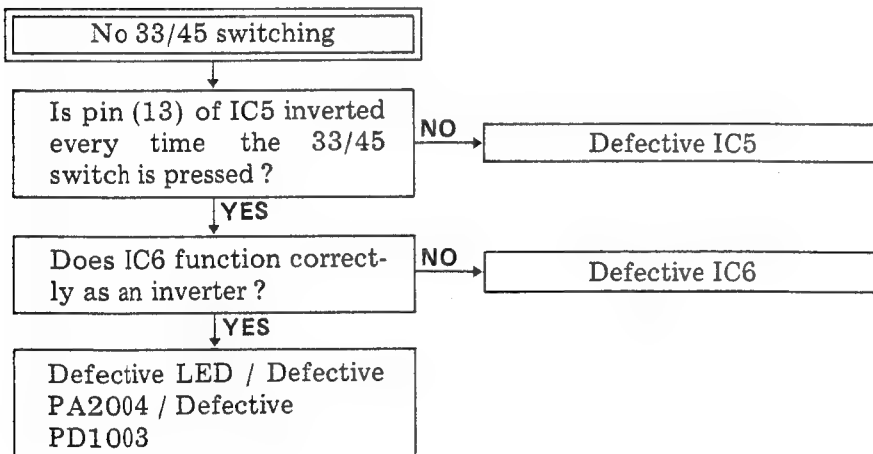 No 33/45 switching
Is pin (13) of IC5 inverted
every time the 33/45
switch is pressed ?
NO
Defective IC5
YES
Does IC6 function correct-
ly as an inverter ?
NO
Defective IC6
YES
Defective LED / Defective
PA2004 / Defective
PD1003